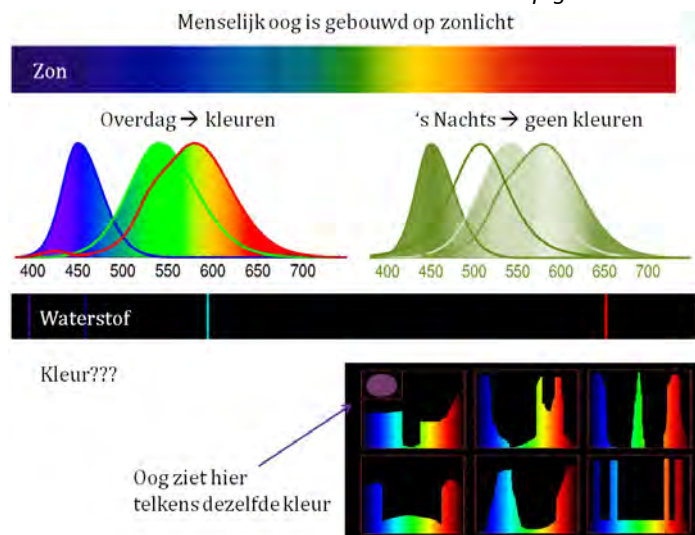 Menselijk oog is gebouwd op zonlicht
Zon
Overdag → kleuren
's Nachts → geen kleuren
400 450 500 550 600 650 700
400 450 500 550 600 650 700
Waterstof
Kleur???
Oog ziet hier
telkens dezelfde kleur